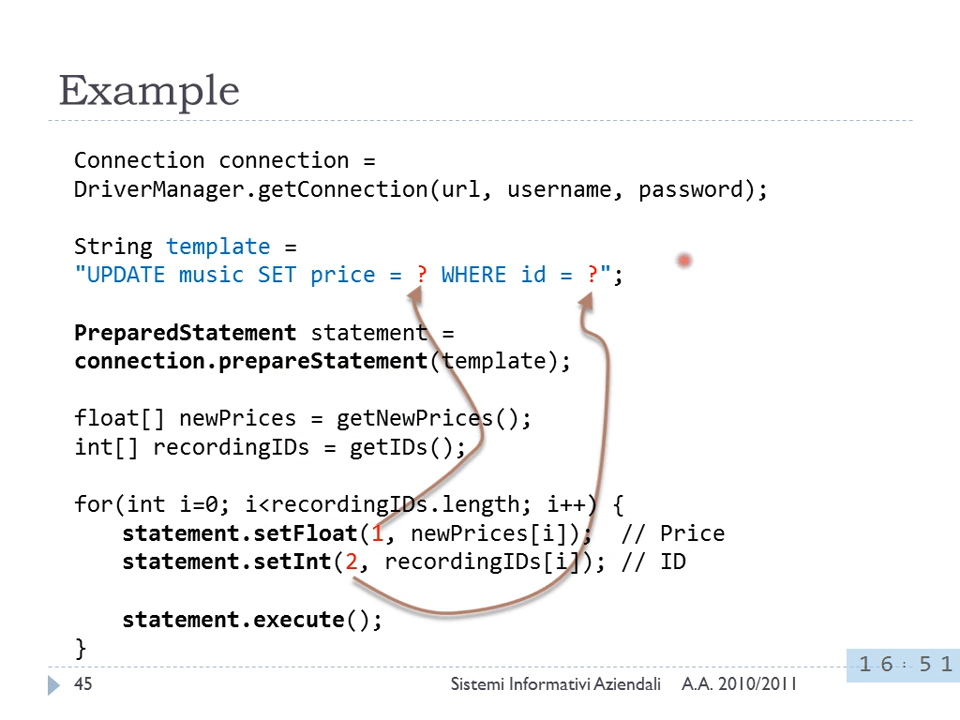 Example
Connection connection =
DriverManager.getConnection(url, username, password);
String template =
"UPDATE music SET price = ? WHERE id = ?";
PreparedStatement statement =
connection.prepareStatement(template);
float[] newPrices = getNewPrices();
int[] recordingIDs = getIDs();
for(int i=0; i<recordingIDs.length; i++) {
statement.setFloat(1, newPrices[i]); // Price
statement.setInt(2, recordingIDs[i]); // ID
statement.execute();
}
45 Sistemi Informativi Aziendali A.A. 2010/2011
16:51